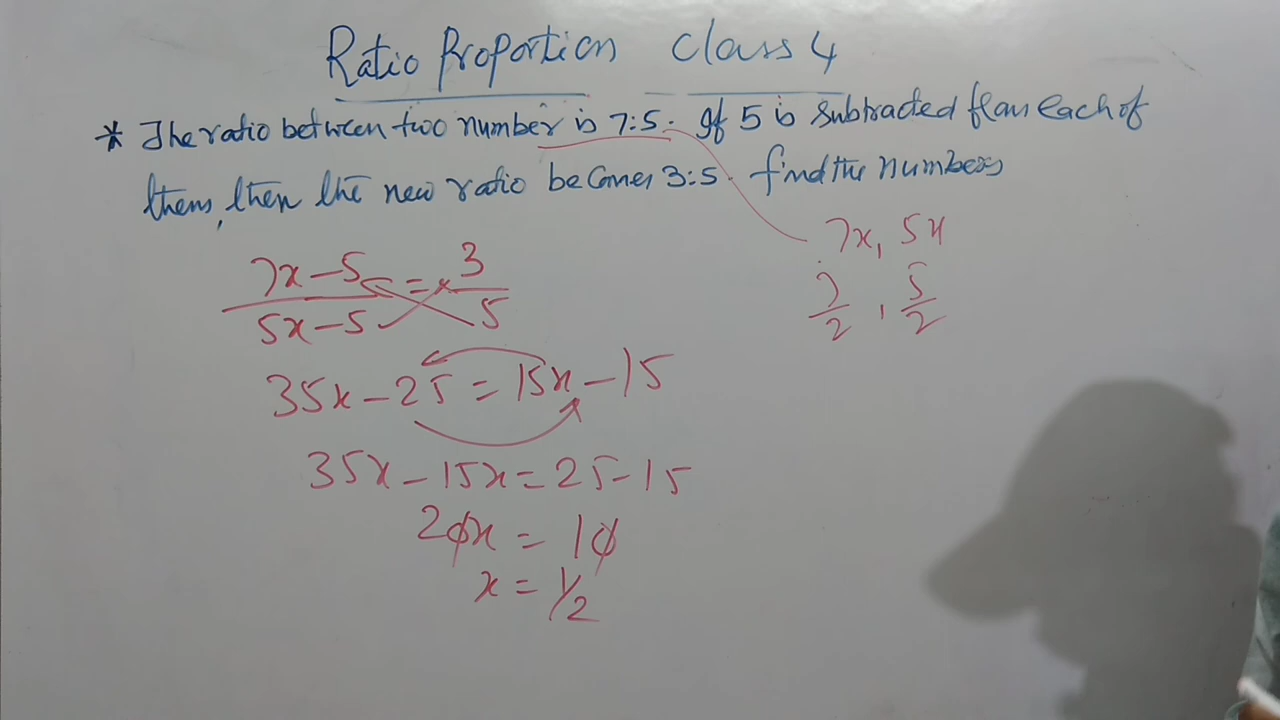 Ratio Proportion Class 4
* The ratio between two number is 7:5. If 5 is subtracted from each of
them, then the new ratio becomes 3:5. find the numbers
7x, 5x
7/2, 5/2
7x-5/5x-5 = 3/5
35x-25=15x-15
35x-15x=25-15
20x = 10
x = 1/2